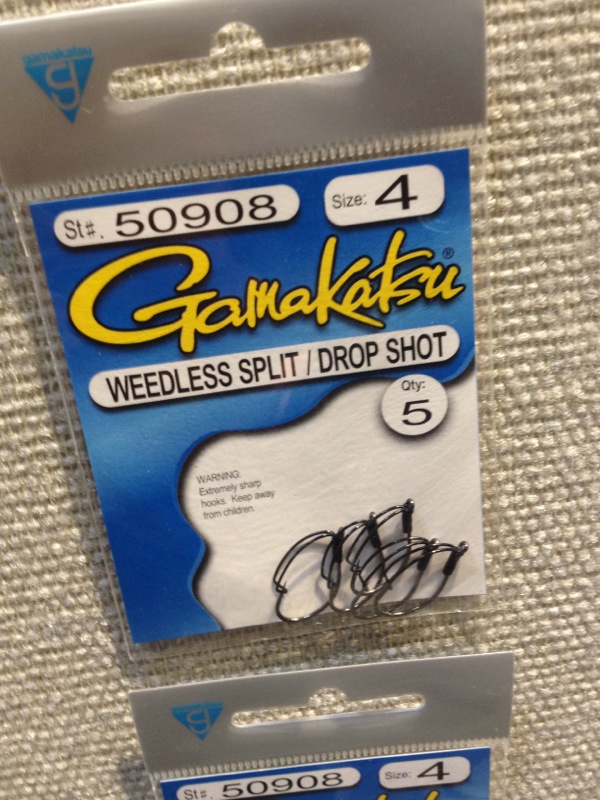 gamakatsu
G
St#. 50908
Size: 4
Gamakatsu®
WEEDLESS SPLIT / DROP SHOT
Qty:
5
WARNING:
Extremely sharp
hooks. Keep away
from children
G
St#. 50908
Size: 4